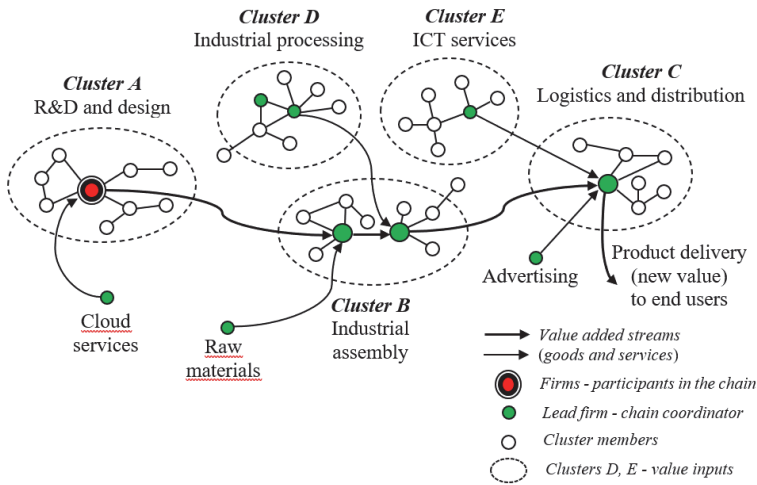 Cluster D
Industrial processing
Cluster E
ICT services
Cluster A
R&D and design
Cluster C
Logistics and distribution
Cloud
services
Raw
materials
Cluster B
Industrial
assembly
Advertising
Product delivery
(new value)
to end users
Value added streams
(goods and services)
Firms - participants in the chain
Lead firm - chain coordinator
Cluster members
Clusters D, E - value inputs